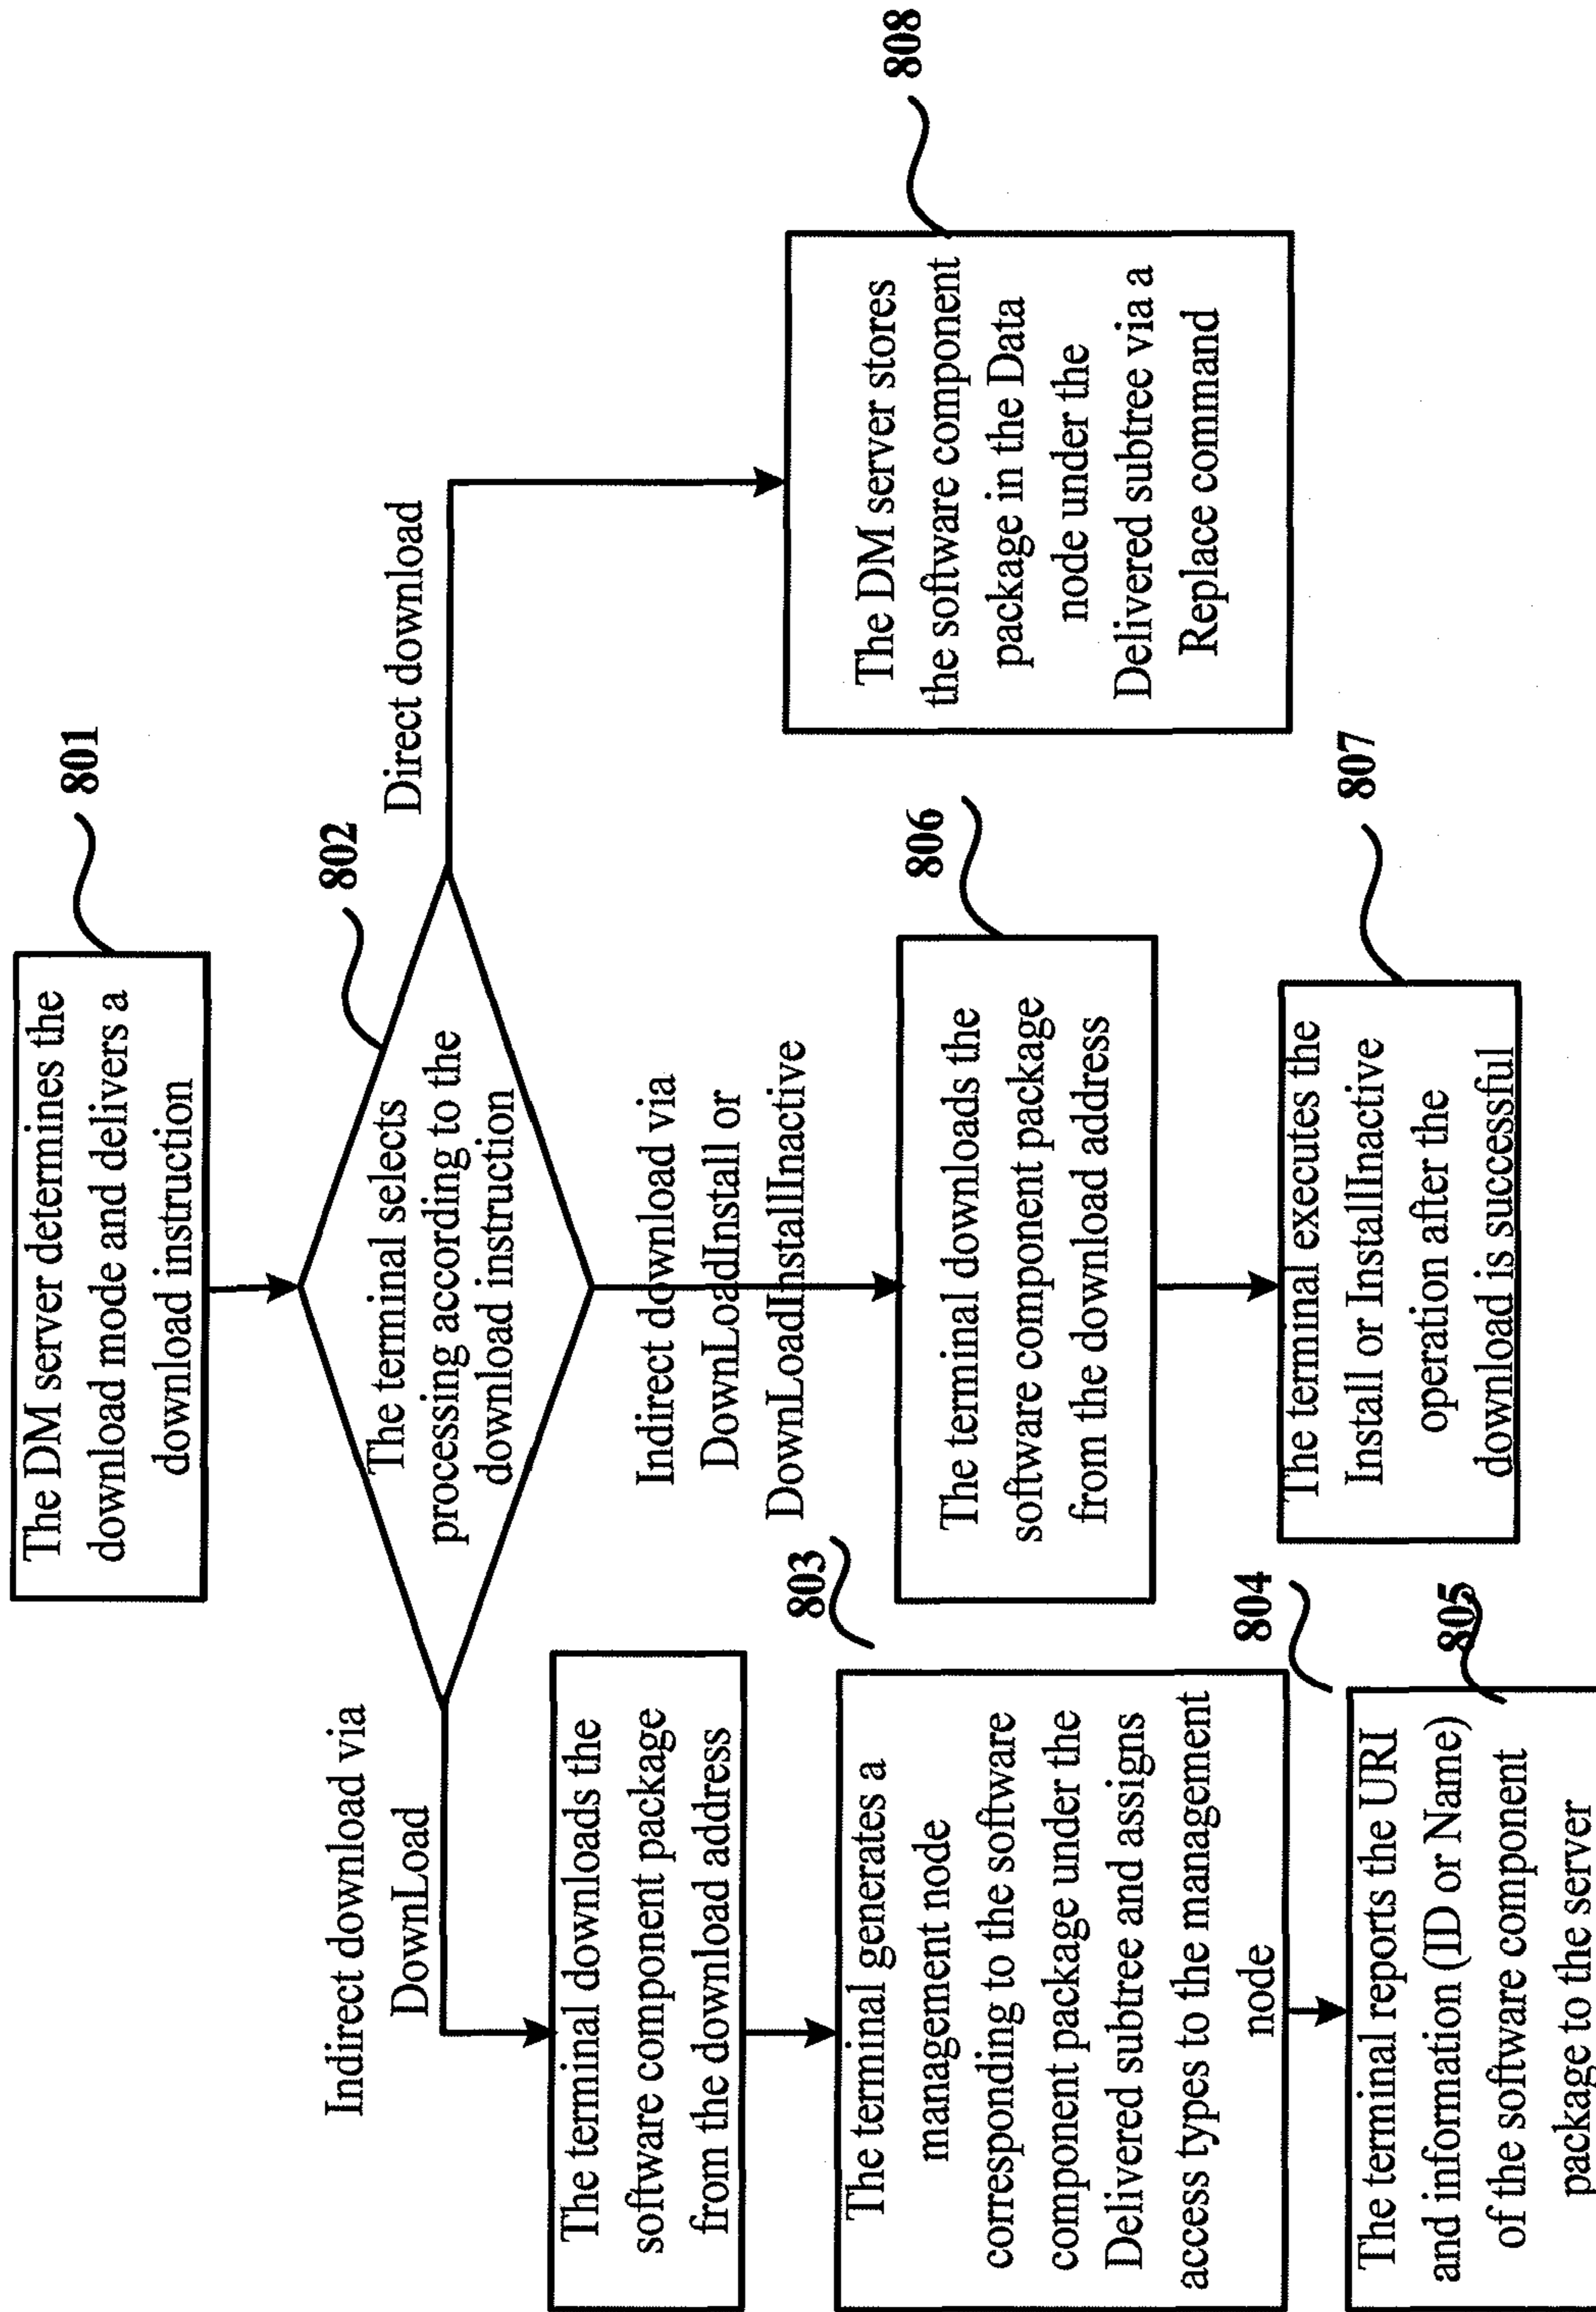 The DM server determines the
download mode and delivers a
download instruction
801
The terminal selects
processing according to the
download instruction
802
Indirect download via
DownLoad
Indirect download via
DownLoadInstall or
DownLoadInstallInactive
Direct download
The terminal downloads the
software component package
from the download address
803
The terminal generates a
management node
corresponding to the software
component package under the
Delivered subtree and assigns
access types to the management
node
804
The terminal reports the URI
and information (ID or Name)
of the software component
package to the server
805
The terminal downloads the
software component package
from the download address
806
The terminal executes the
Install or InstallInactive
operation after the
download is successful
807
The DM server stores
the software component
package in the Data
node under the
Delivered subtree via a
Replace command
808